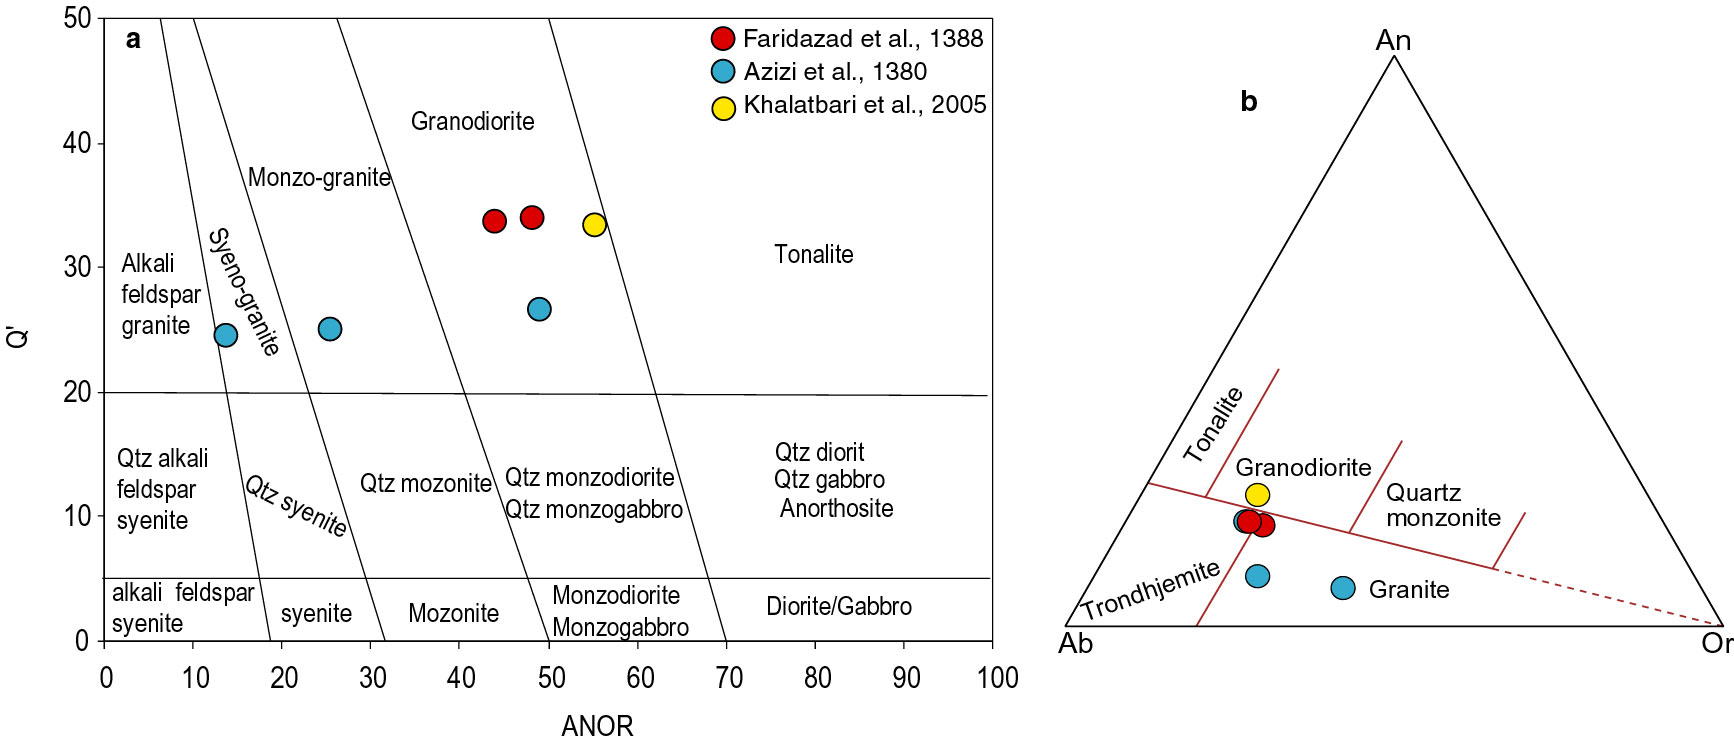 50
a
Faridazad et al., 1388
Azizi et al., 1380
Khalatbari et al., 2005
Granodiorite
40
Monzo-granite
30
Alkali
feldspar
granite
Syeno-granite
Tonalite
Q'
20
Qtz alkali
feldspar
syenite
Qtz syenite
Qtz mozonite
Qtz monzodiorite
Qtz monzogabbro
Qtz diorit
Qtz gabbro
Anorthosite
10
alkali feldspar
syenite
syenite
Mozonite
Monzodiorite
Monzogabbro
Diorite/Gabbro
0
0 10 20 30 40 50 60 70 80 90 100
ANOR
An
b
Tonalite
Granodiorite
Quartz
monzonite
Trondhjemite
Granite
Ab
Or